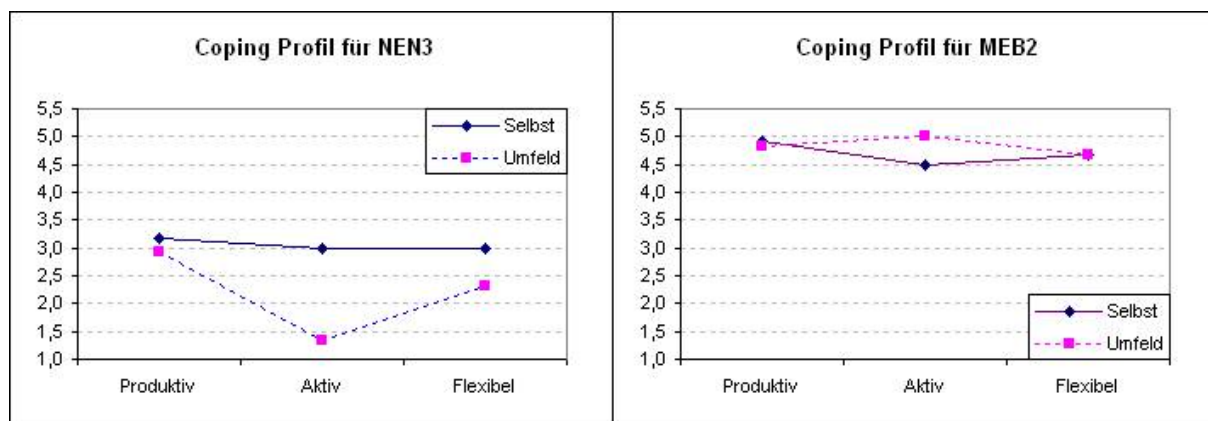 Coping Profil für NEN3
5,5
5,0
4,5
4,0
3,5
3,0
2,5
2,0
1,5
1,0
Selbst
Umfeld
Produktiv Aktiv Flexibel
Coping Profil für MEB2
5,5
5,0
4,5
4,0
3,5
3,0
2,5
2,0
1,5
1,0
Selbst
Umfeld
Produktiv Aktiv Flexibel